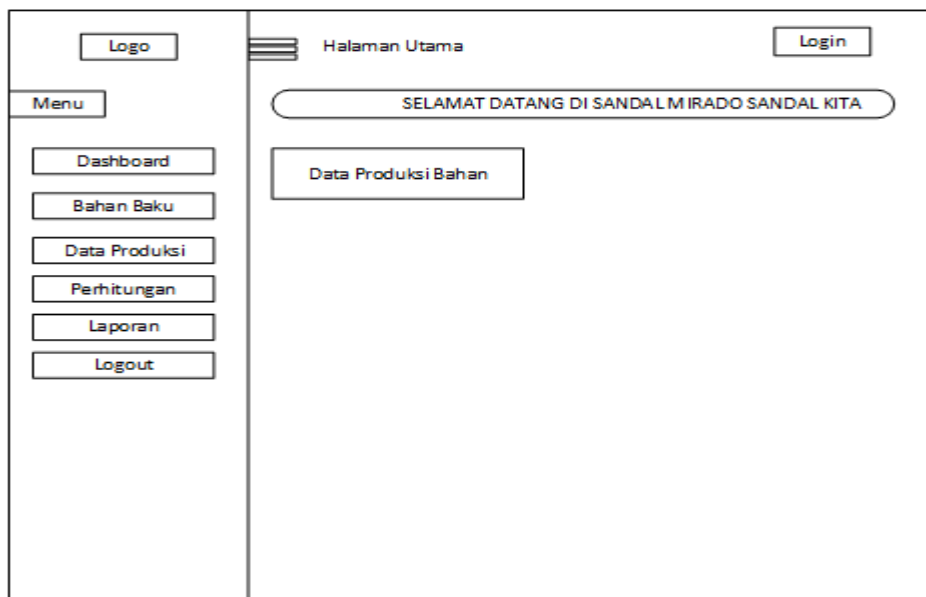 Logo
Halaman Utama
Login
Menu
SELAMAT DATANG DI SANDAL MIRADO SANDAL KITA
Dashboard
Data Produksi Bahan
Bahan Baku
Data Produksi
Perhitungan
Laporan
Logout